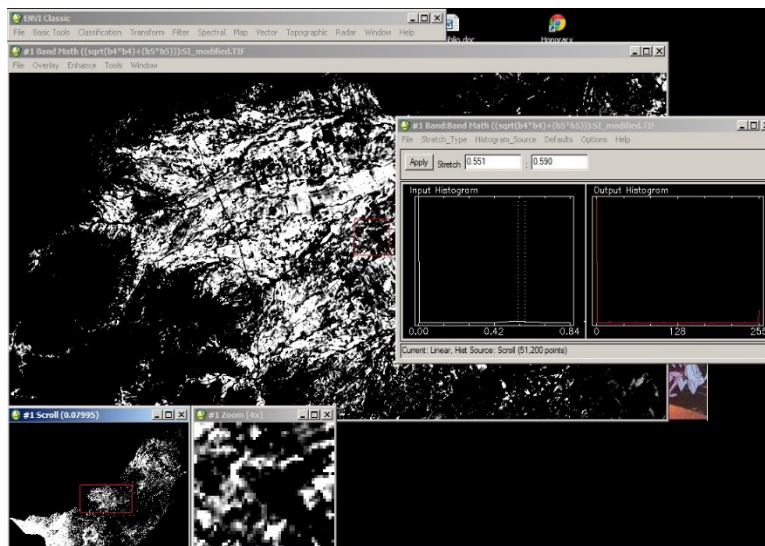 ENVI Classic
File Basic Tools Classification Transform Filter Spectral Map Vector Topographic Radar Window Help
#1 Band Math ((sqrt(b4*b4)+(b5*b5))):SI_modified.TIF
File Overlay Enhance Tools Window
Honorary
#1 Band:Band Math ((sqrt(b4*b4)+(b5*b5))):SI_modified.TIF
File Stretch_Type Histogram_Source Defaults Options Help
Apply Stretch 0.551 : 0.590
Input Histogram Output Histogram
0.00 0.42 0.84 0 128 255
Current: Linear, Hist Source: Scroll (51,200 points)
#1 Scroll (0.07995) #1 Zoom [4x]